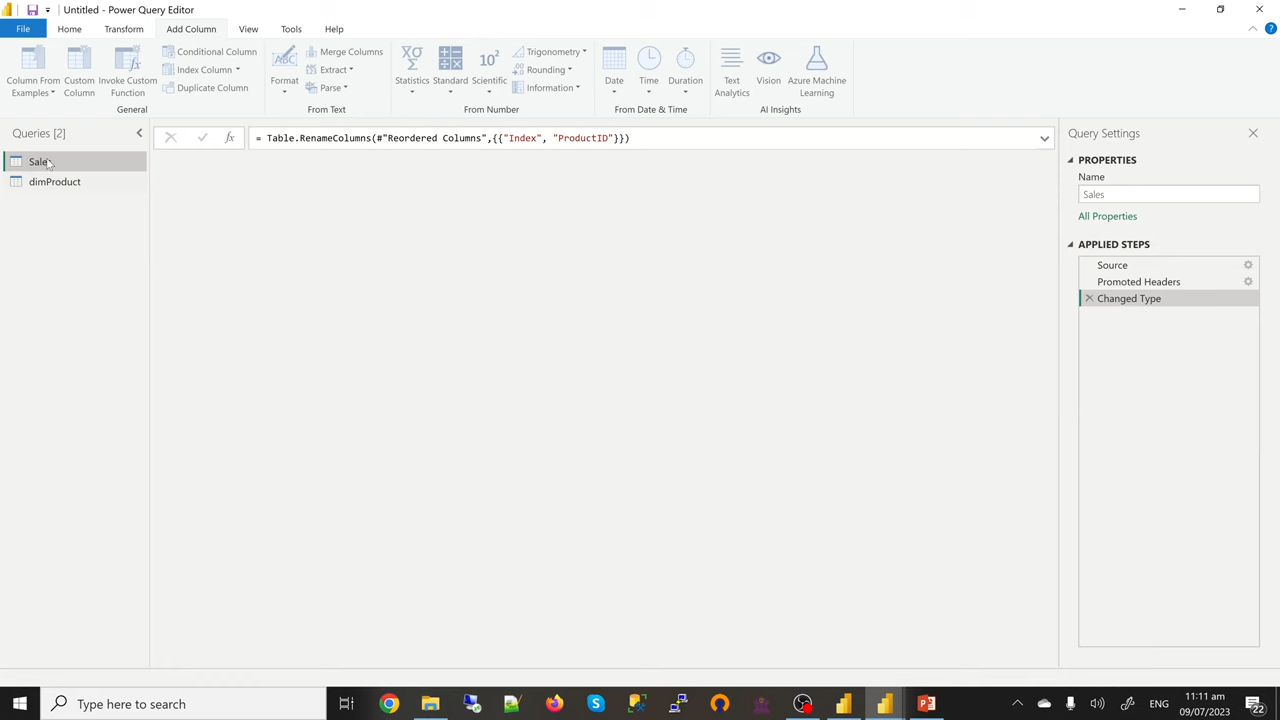 Untitled - Power Query Editor
File Home Transform Add Column View Tools Help
Column From Examples
Custom Column
Invoke Custom Function
Conditional Column
Index Column
Duplicate Column
General
Format
Merge Columns
Extract
Parse
From Text
Statistics
Standard
Scientific
Trigonometry
Rounding
Information
From Number
Date
Time
Duration
From Date & Time
Text Analytics
Vision
Azure Machine Learning
AI Insights
Queries [2]
Sales
dimProduct
= Table.RenameColumns(#"Reordered Columns",{{"Index", "ProductID"}})
Query Settings
PROPERTIES
Name
Sales
All Properties
APPLIED STEPS
Source
Promoted Headers
Changed Type
Type here to search
ENG
11:11 am
09/07/2023
22